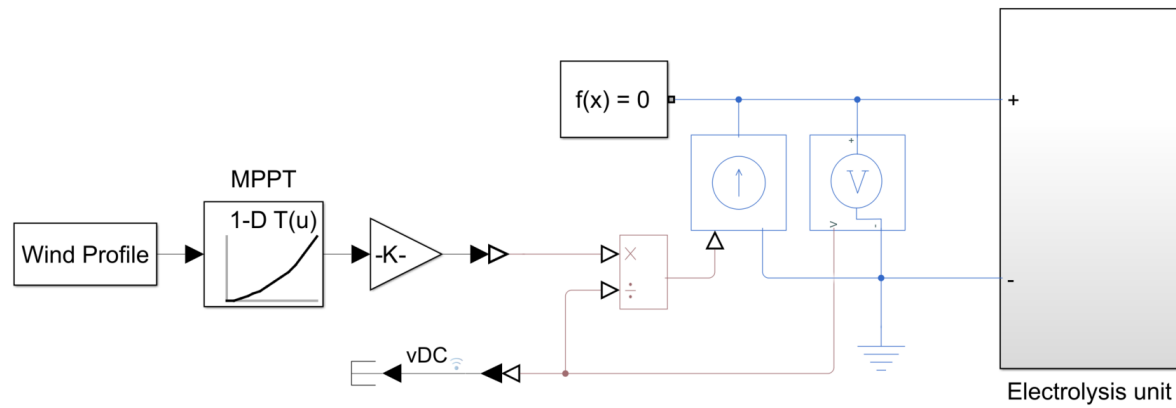 f(x) = 0
+
MPPT
1-D T(u)
Wind Profile
-K-
×
÷
+
V
V
-
-
vDC
Electrolysis unit